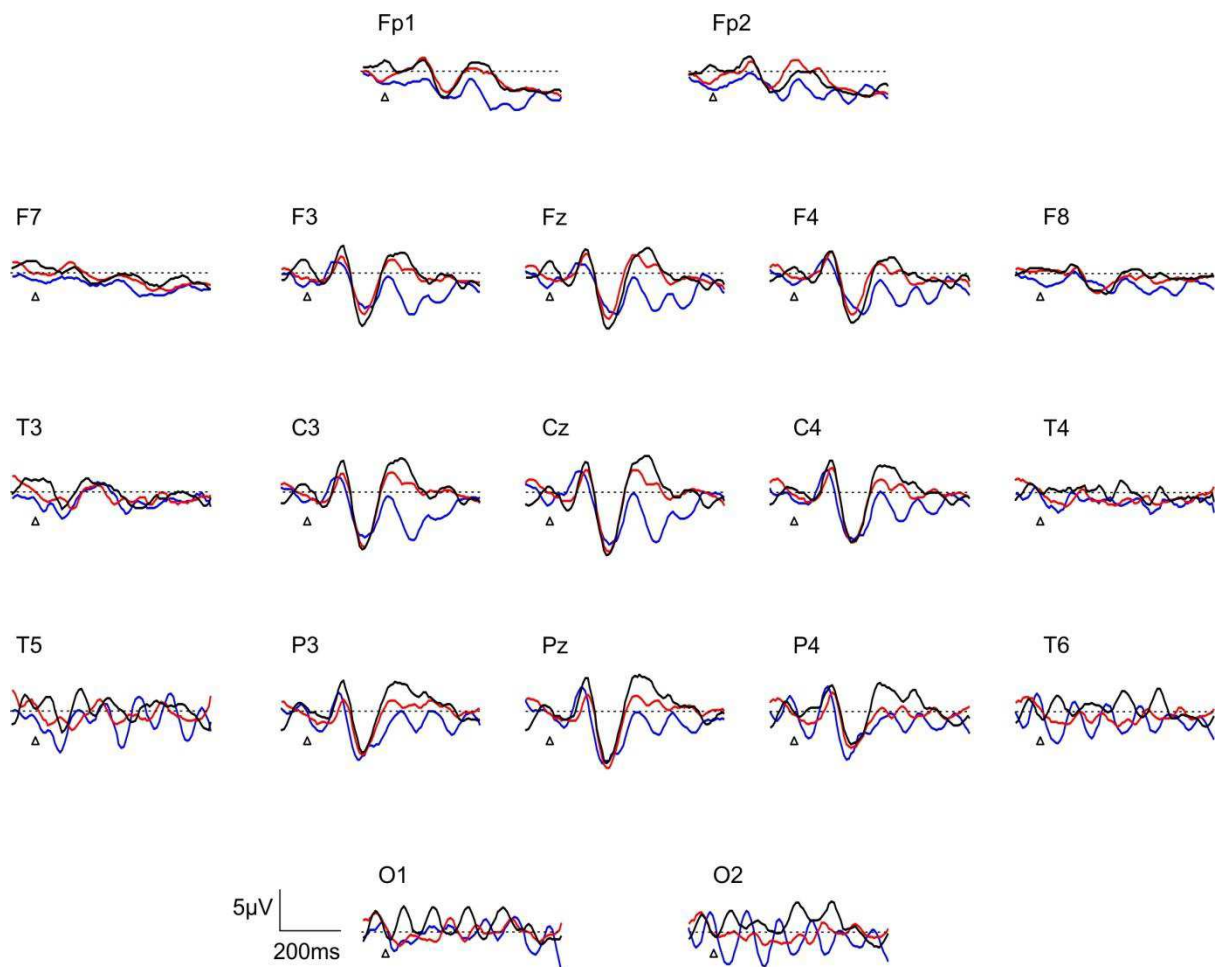 Fp1 Fp2
F7 F3 Fz F4 F8
T3 C3 Cz C4 T4
T5 P3 Pz P4 T6
O1 O2
5µV
200ms